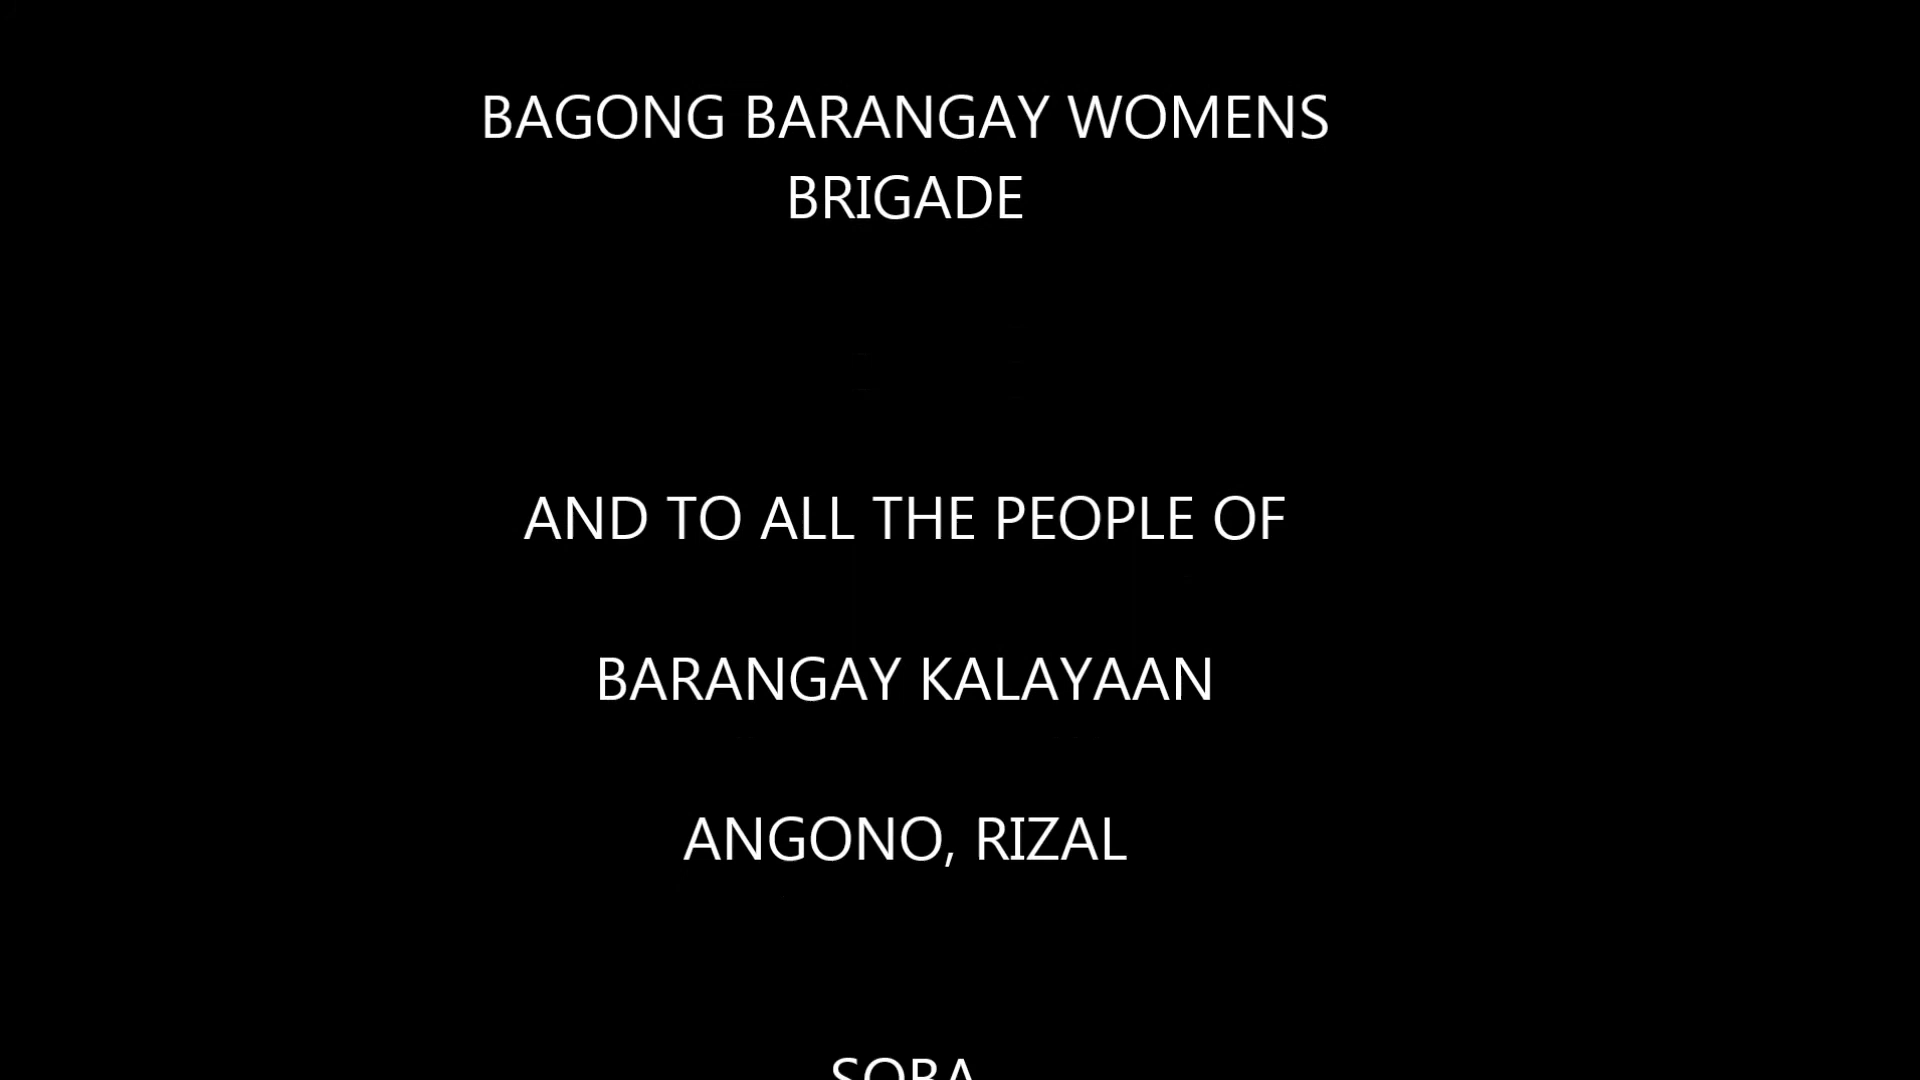 BAGONG BARANGAY WOMENS
BRIGADE
AND TO ALL THE PEOPLE OF
BARANGAY KALAYAAN
ANGONO, RIZAL